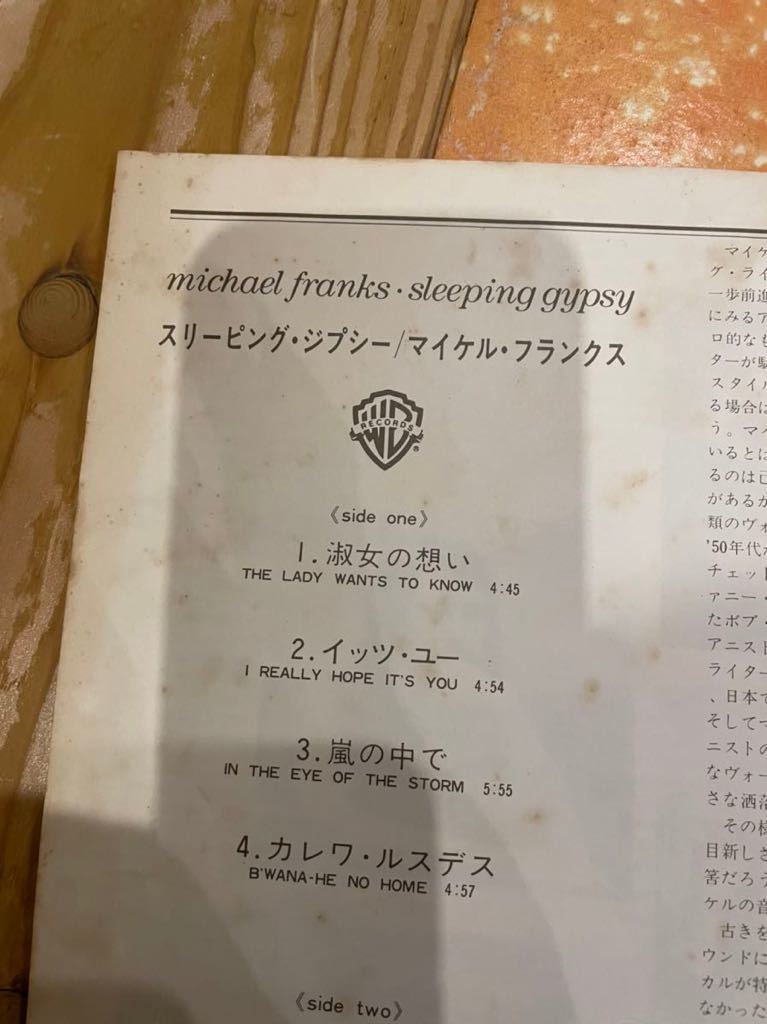 michael franks・sleeping gypsy
スリーピング・ジプシー/マイケル・フランクス
WB
RECORDS
®
《side one》
1.淑女の想い
THE LADY WANTS TO KNOW 4:45
2.イッツ・ユー
I REALLY HOPE IT'S YOU 4:54
3.嵐の中で
IN THE EYE OF THE STORM 5:55
4.カレワ・ルスデス
B'WANA-HE NO HOME 4:57
《side two》
マイケ
グ・ライ
一歩前進
にみるア
ロ的なも
ターが
スタイル
る場合は
う。マイ
いるとは
るのは已
があるか
類のヴォ
'50年代
チェット
ァニー・
たボブ・
アニスト
ライター
、日本で
そしてマ
ニストの
なヴォー
さな洒落
その様
目新しさ
筈だろう
ケルの音
古きを
ウンドに
カルが特
なかった